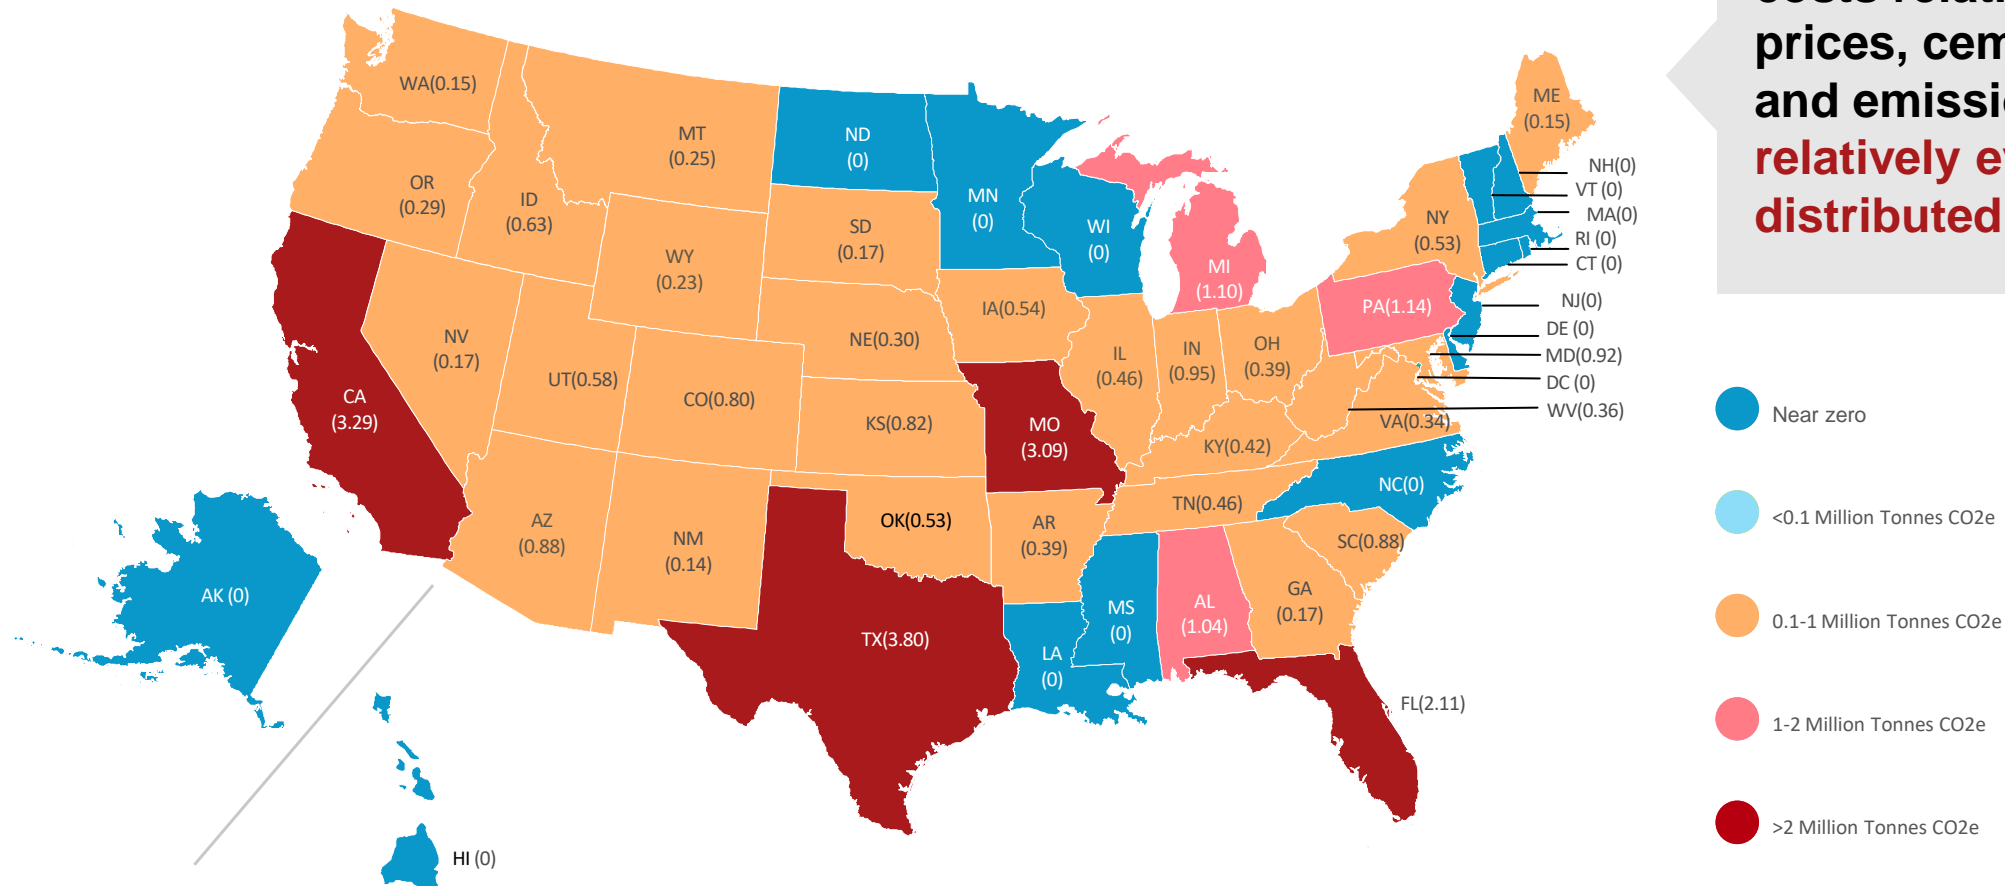 costs relati
prices, cem
and emissi
relatively e
distributed
WA(0.15)
MT
(0.25)
ND
(0)
MN
(0)
WI
(0)
ME
(0.15)
OR
(0.29)
ID
(0.63)
WY
(0.23)
SD
(0.17)
MI
(1.10)
NY
(0.53)
NH(0)
VT (0)
MA(0)
RI (0)
CT (0)
NJ(0)
DE (0)
MD(0.92)
DC (0)
WV(0.36)
PA(1.14)
NV
(0.17)
UT(0.58)
CO(0.80)
NE(0.30)
IA(0.54)
IL
(0.46)
IN
(0.95)
OH
(0.39)
CA
(3.29)
KS(0.82)
MO
(3.09)
KY(0.42)
VA(0.34)
AZ
(0.88)
NM
(0.14)
OK(0.53)
AR
(0.39)
TN(0.46)
NC(0)
SC(0.88)
AK (0)
TX(3.80)
LA
(0)
MS
(0)
AL
(1.04)
GA
(0.17)
FL(2.11)
HI (0)
Near zero
<0.1 Million Tonnes CO2e
0.1-1 Million Tonnes CO2e
1-2 Million Tonnes CO2e
>2 Million Tonnes CO2e